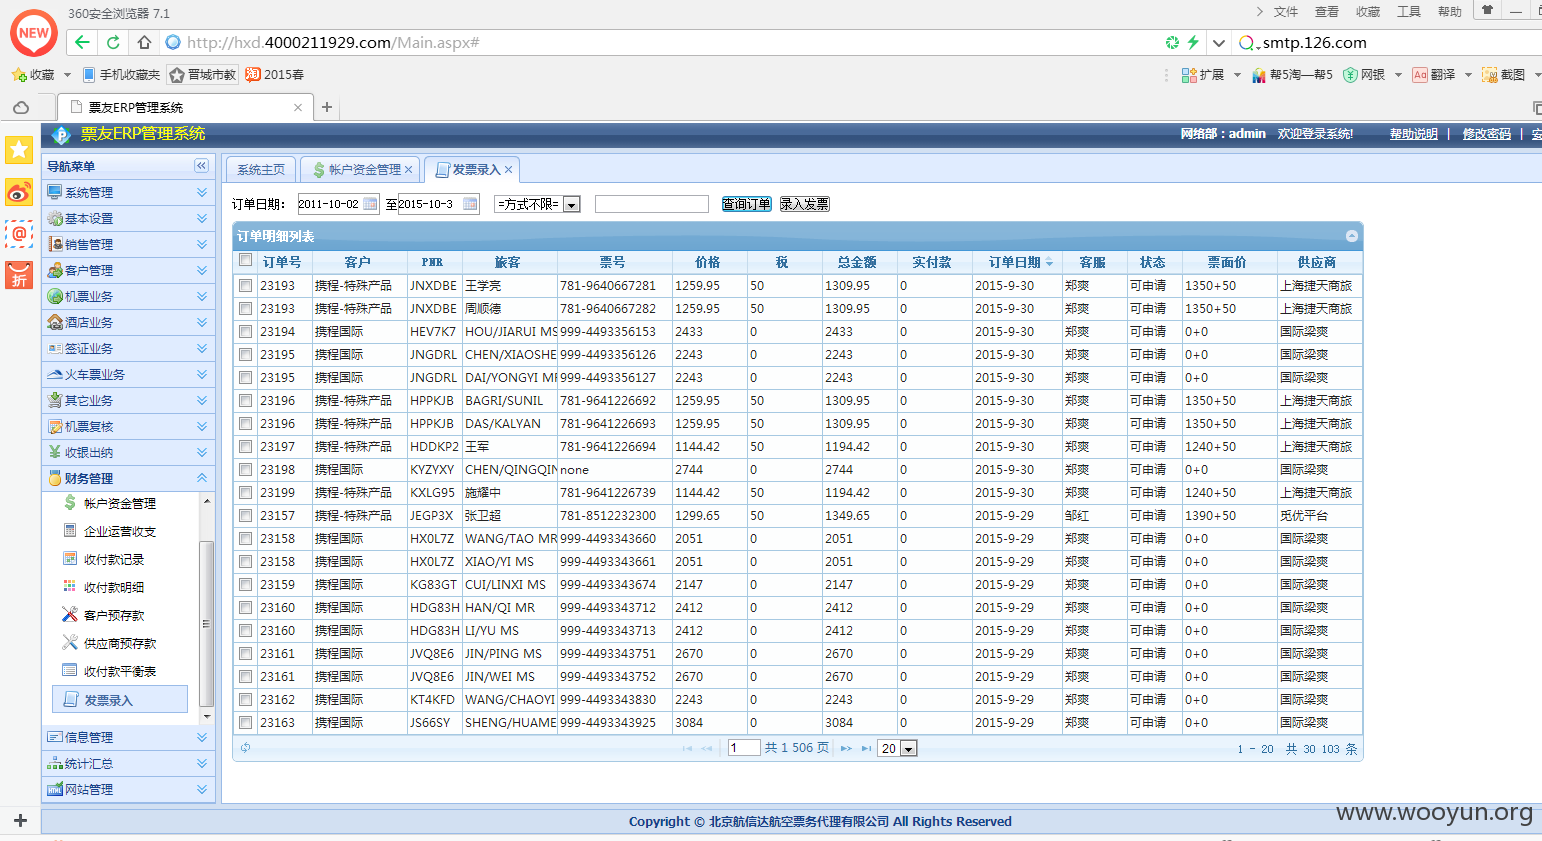 360安全浏览器 7.1
文件 查看 收藏 工具 帮助
NEW
http://hxd.4000211929.com/Main.aspx#
smtp.126.com
收藏 手机收藏夹 晋城市教 淘 2015春
扩展 帮5淘—帮5 网银 Aa 翻译 截图
票友ERP管理系统
票友ERP管理系统
网络部：admin 欢迎登录系统! 帮助说明 | 修改密码 |
导航菜单
系统管理
基本设置
销售管理
客户管理
机票业务
酒店业务
签证业务
火车票业务
其它业务
机票复核
收银出纳
财务管理
帐户资金管理
企业运营收支
收付款记录
收付款明细
客户预存款
供应商预存款
收付款平衡表
发票录入
信息管理
统计汇总
网站管理
折
系统主页 帐户资金管理 发票录入
订单日期： 2011-10-02 至 2015-10-3 =方式不限= 查询订单 录入发票
订单明细列表
订单号 客户 PNR 旅客 票号 价格 税 总金额 实付款 订单日期 客服 状态 票面价 供应商
23193 携程-特殊产品 JNXDBE 王学亮 781-9640667281 1259.95 50 1309.95 0 2015-9-30 郑爽 可申请 1350+50 上海捷天商旅
23193 携程-特殊产品 JNXDBE 周顺德 781-9640667282 1259.95 50 1309.95 0 2015-9-30 郑爽 可申请 1350+50 上海捷天商旅
23194 携程国际 HEV7K7 HOU/JIARUI MS 999-4493356153 2433 0 2433 0 2015-9-30 郑爽 可申请 0+0 国际梁爽
23195 携程国际 JNGDRL CHEN/XIAOSHE 999-4493356126 2243 0 2243 0 2015-9-30 郑爽 可申请 0+0 国际梁爽
23195 携程国际 JNGDRL DAI/YONGYI MR 999-4493356127 2243 0 2243 0 2015-9-30 郑爽 可申请 0+0 国际梁爽
23196 携程-特殊产品 HPPKJB BAGRI/SUNIL 781-9641226692 1259.95 50 1309.95 0 2015-9-30 郑爽 可申请 1350+50 上海捷天商旅
23196 携程-特殊产品 HPPKJB DAS/KALYAN 781-9641226693 1259.95 50 1309.95 0 2015-9-30 郑爽 可申请 1350+50 上海捷天商旅
23197 携程-特殊产品 HDDKP2 王军 781-9641226694 1144.42 50 1194.42 0 2015-9-30 郑爽 可申请 1240+50 上海捷天商旅
23198 携程国际 KYZYXY CHEN/QINGQIN none 2744 0 2744 0 2015-9-30 郑爽 可申请 0+0 国际梁爽
23199 携程-特殊产品 KXLG95 施耀中 781-9641226739 1144.42 50 1194.42 0 2015-9-30 郑爽 可申请 1240+50 上海捷天商旅
23157 携程-特殊产品 JEGP3X 张卫超 781-8512232300 1299.65 50 1349.65 0 2015-9-29 邹红 可申请 1390+50 觅优平台
23158 携程国际 HX0L7Z WANG/TAO MR 999-4493343660 2051 0 2051 0 2015-9-29 郑爽 可申请 0+0 国际梁爽
23158 携程国际 HX0L7Z XIAO/YI MS 999-4493343661 2051 0 2051 0 2015-9-29 郑爽 可申请 0+0 国际梁爽
23159 携程国际 KG83GT CUI/LINXI MS 999-4493343674 2147 0 2147 0 2015-9-29 郑爽 可申请 0+0 国际梁爽
23160 携程国际 HDG83H HAN/QI MR 999-4493343712 2412 0 2412 0 2015-9-29 郑爽 可申请 0+0 国际梁爽
23160 携程国际 HDG83H LI/YU MS 999-4493343713 2412 0 2412 0 2015-9-29 郑爽 可申请 0+0 国际梁爽
23161 携程国际 JVQ8E6 JIN/PING MS 999-4493343751 2670 0 2670 0 2015-9-29 郑爽 可申请 0+0 国际梁爽
23161 携程国际 JVQ8E6 JIN/WEI MS 999-4493343752 2670 0 2670 0 2015-9-29 郑爽 可申请 0+0 国际梁爽
23162 携程国际 KT4KFD WANG/CHAOYI 999-4493343830 2243 0 2243 0 2015-9-29 郑爽 可申请 0+0 国际梁爽
23163 携程国际 JS66SY SHENG/HUAME 999-4493343925 3084 0 3084 0 2015-9-29 郑爽 可申请 0+0 国际梁爽
1 共 1 506 页 20 1 - 20 共 30 103 条
Copyright © 北京航信达航空票务代理有限公司 All Rights Reserved
www.wooyun.org